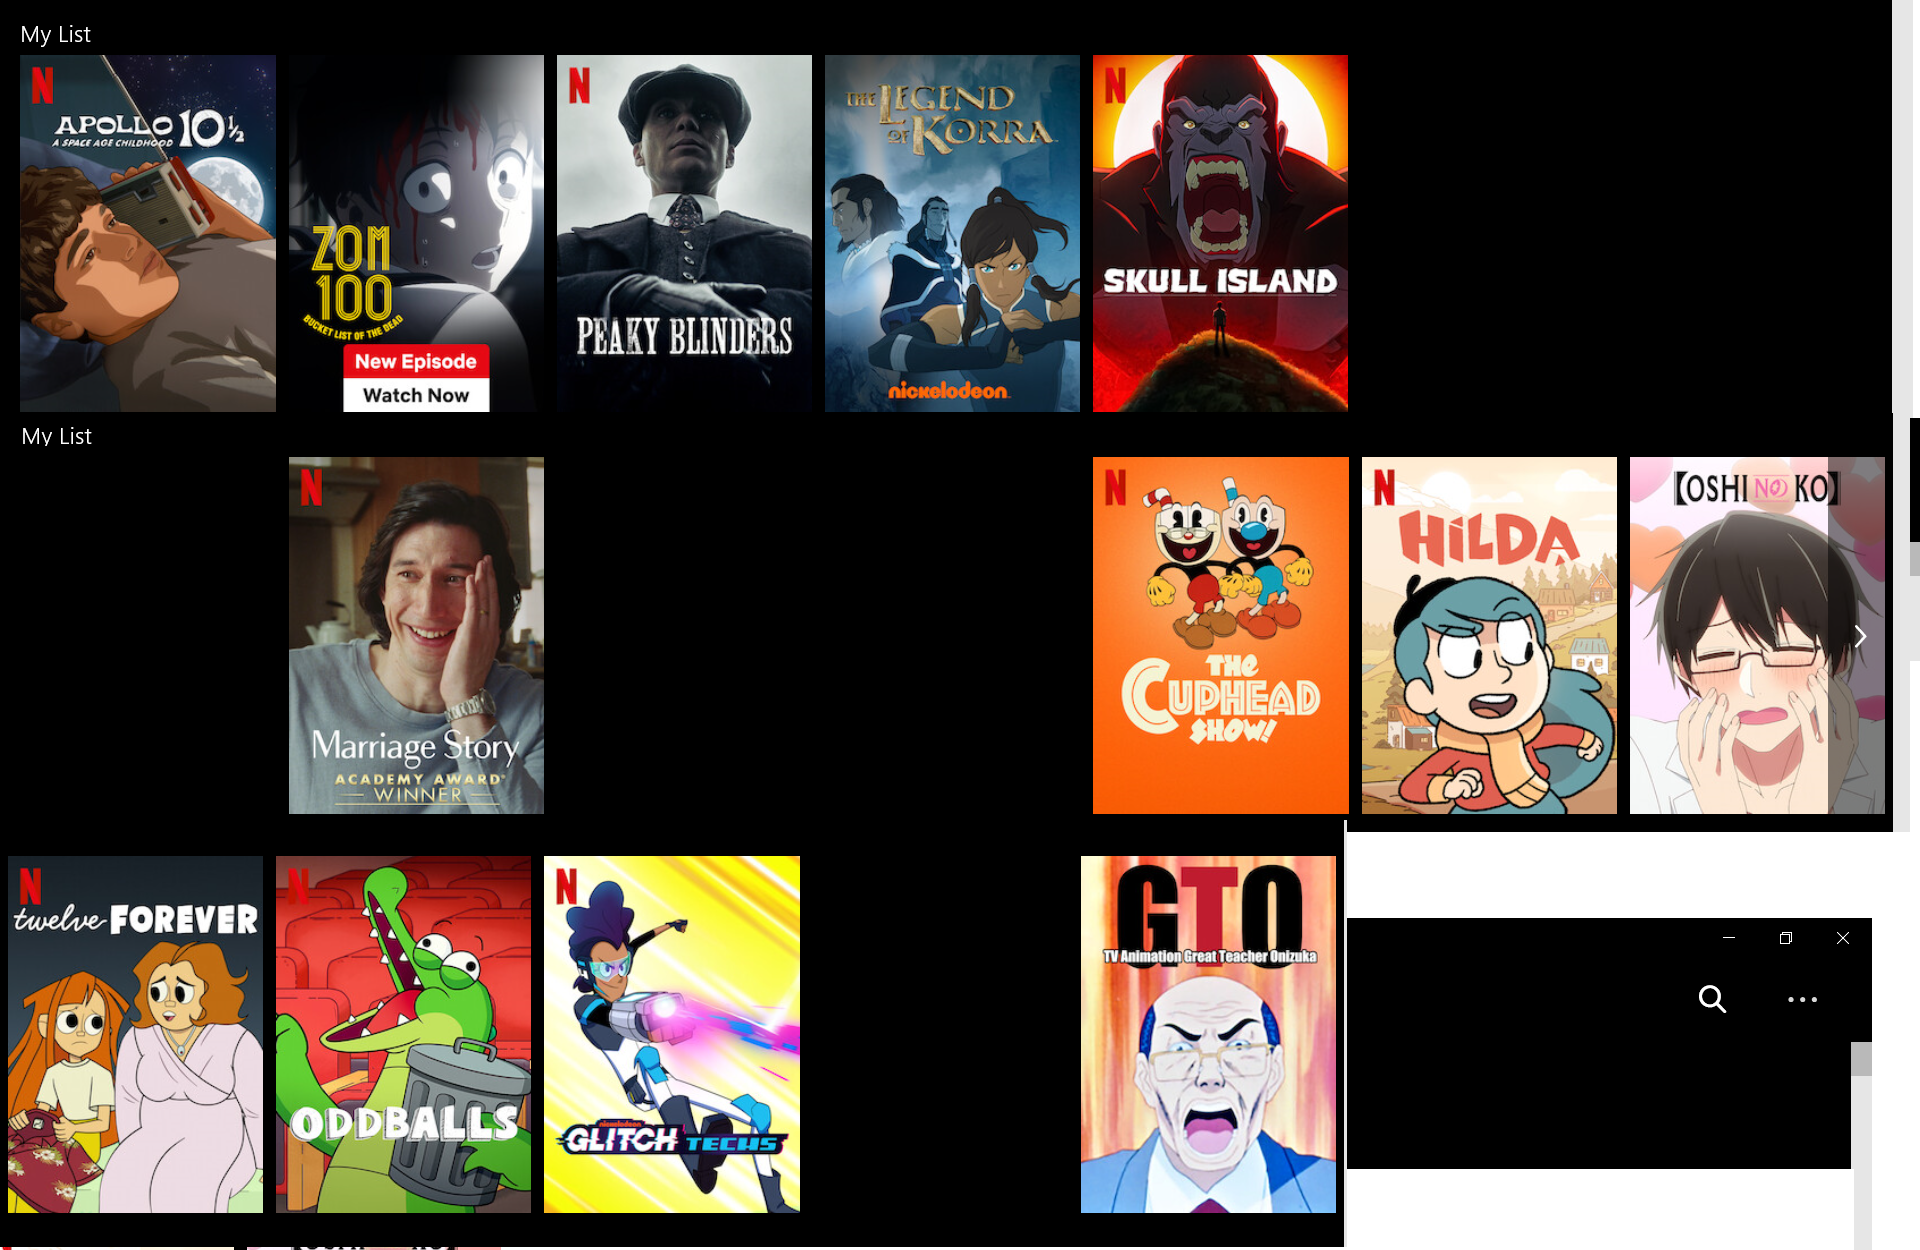 My List
N
APOLLO 10½
A SPACE AGE CHILDHOOD
ZOM
100
BUCKET LIST OF THE DEAD
New Episode
Watch Now
N
PEAKY BLINDERS
THE LEGEND
OF KORRA
nickelodeon
N
SKULL ISLAND
My List
N
Marriage Story
ACADEMY AWARD®
WINNER
N
THE
CUPHEAD
SHOW!
N
HILDA
【OSHI NO KO】
N
twelve FOREVER
N
ODDBALLS
N
nickelodeon
GLITCH TECHS
GTO
TV Animation Great Teacher Onizuka